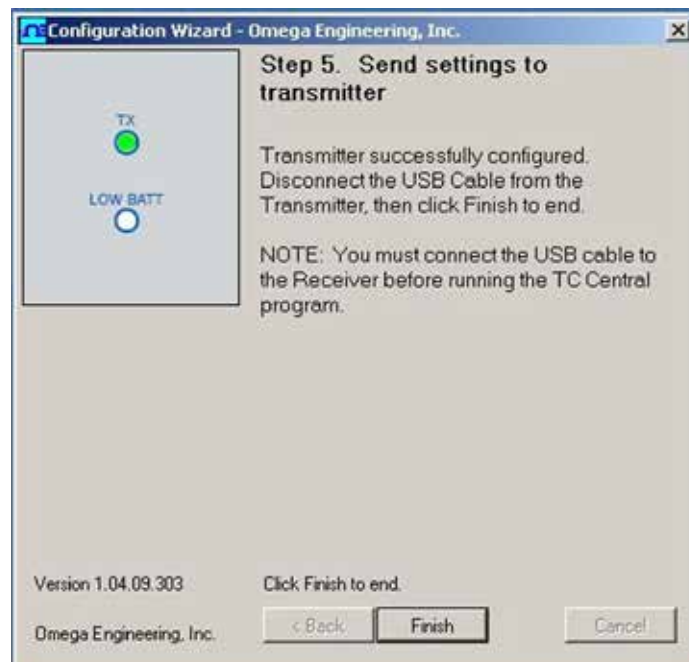 Configuration Wizard - Omega Engineering, Inc.
TX
LOW BATT
Step 5. Send settings to
transmitter
Transmitter successfully configured.
Disconnect the USB Cable from the
Transmitter, then click Finish to end.
NOTE: You must connect the USB cable to
the Receiver before running the TC Central
program.
Version 1.04.09.303
Click Finish to end.
Omega Engineering, Inc.
< Back
Finish
Cancel